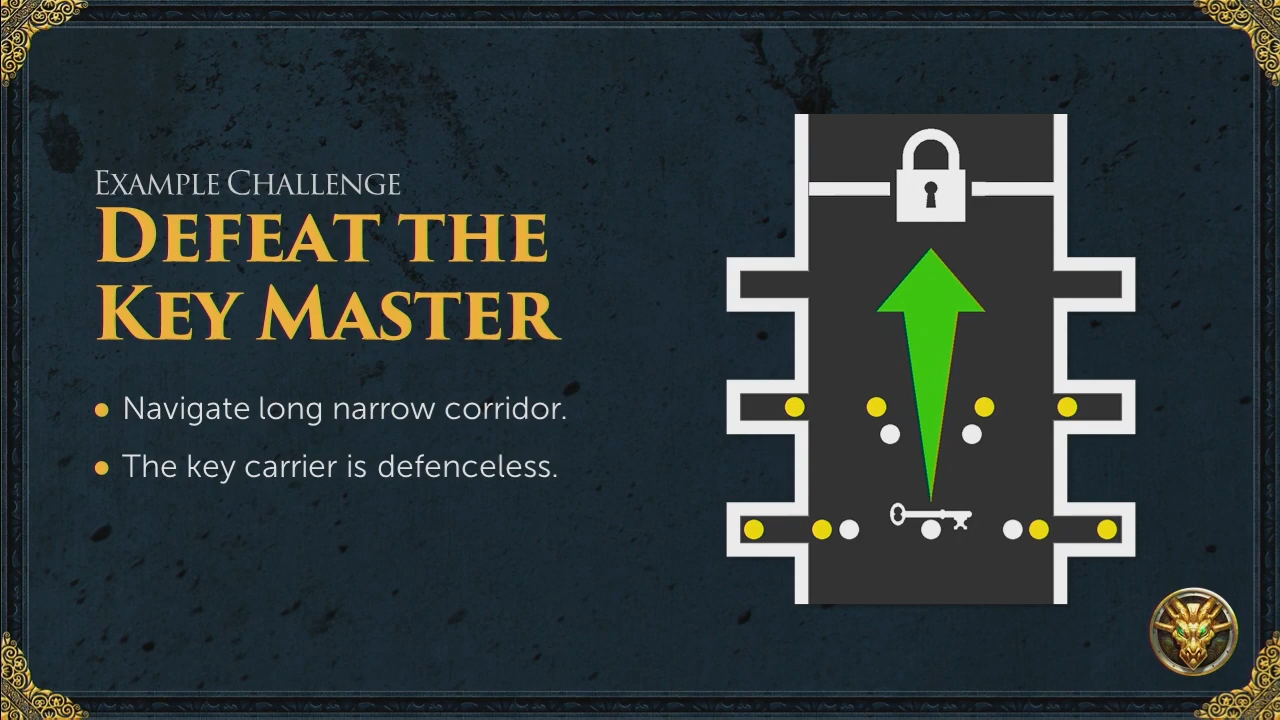 Example Challenge
Defeat the
Key Master
Navigate long narrow corridor.
The key carrier is defenceless.